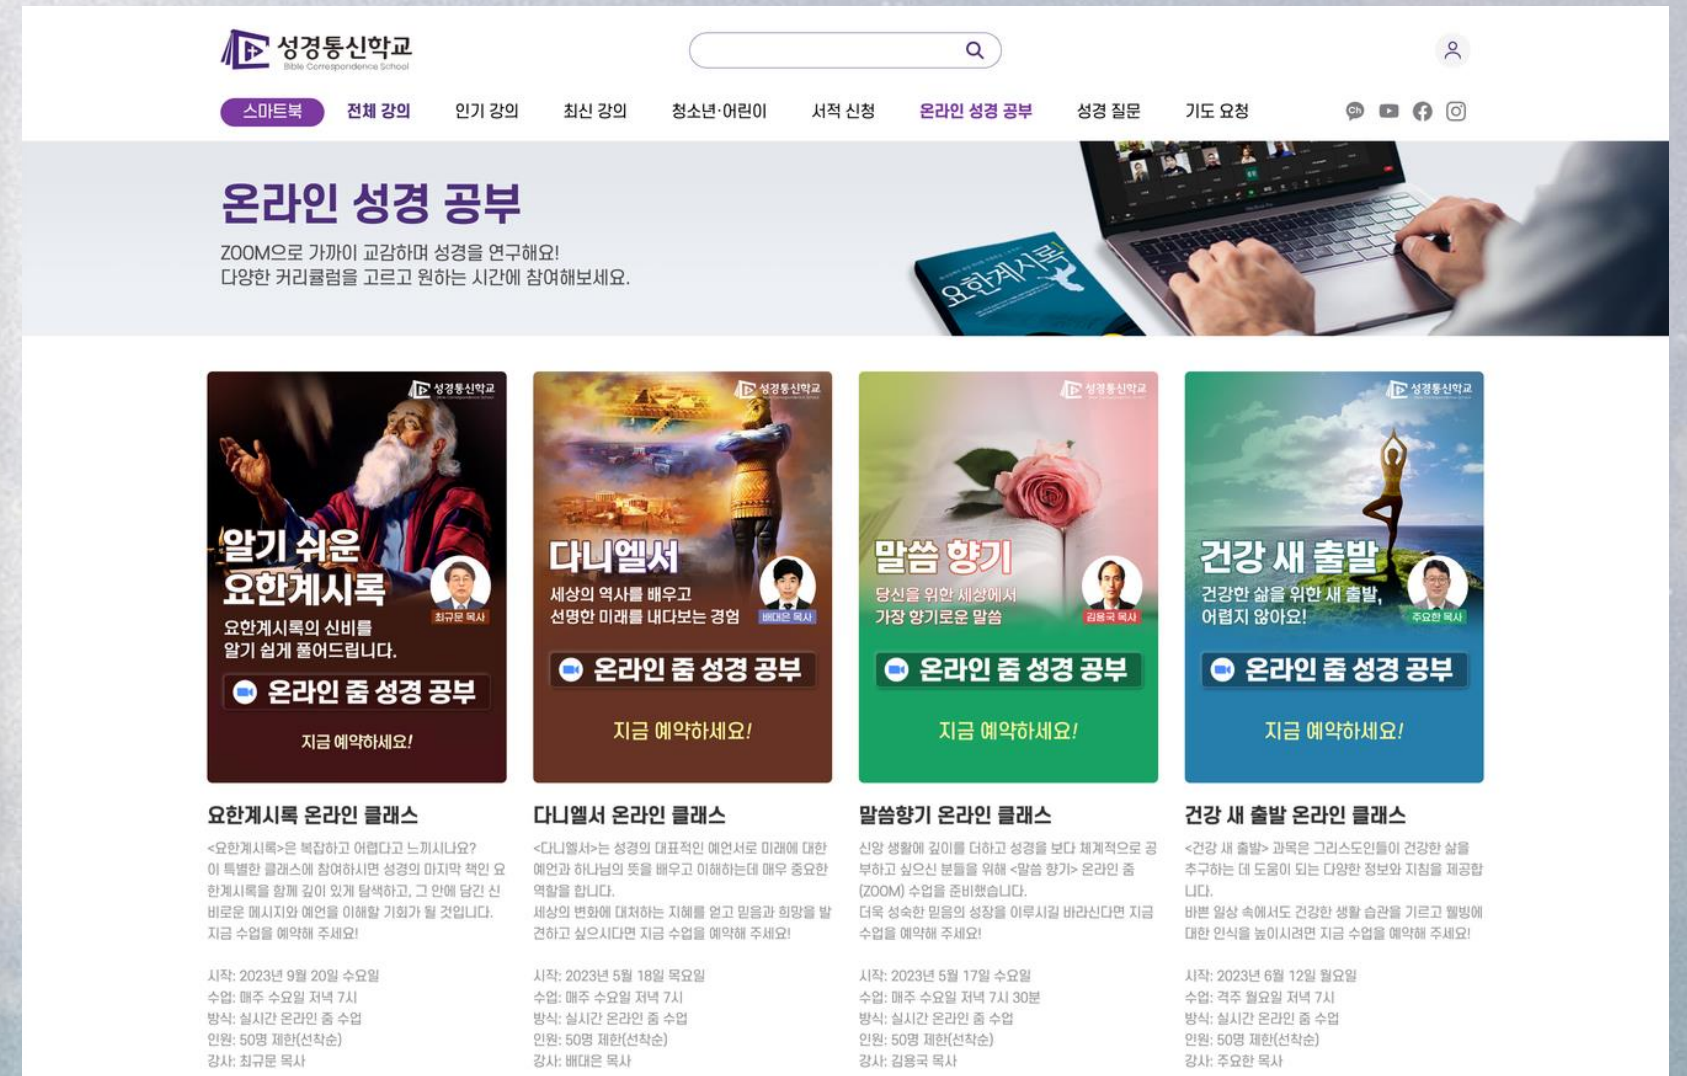 성경통신학교
Bible Correspondence School
스마트북 전체 강의 인기 강의 최신 강의 청소년·어린이 서적 신청 온라인 성경 공부 성경 질문 기도 요청
Ch
온라인 성경 공부
ZOOM으로 가까이 교감하며 성경을 연구해요!
다양한 커리큘럼을 고르고 원하는 시간에 참여해보세요.
요한계시록
성경통신학교
알기 쉬운
요한계시록
최규문 목사
요한계시록의 신비를
알기 쉽게 풀어드립니다.
온라인 줌 성경 공부
지금 예약하세요!
성경통신학교
다니엘서
세상의 역사를 배우고
선명한 미래를 내다보는 경험
배대은 목사
온라인 줌 성경 공부
지금 예약하세요!
성경통신학교
말씀 향기
당신을 위한 세상에서
가장 향기로운 말씀
김용국 목사
온라인 줌 성경 공부
지금 예약하세요!
성경통신학교
건강 새 출발
건강한 삶을 위한 새 출발,
어렵지 않아요!
주요한 목사
온라인 줌 성경 공부
지금 예약하세요!
요한계시록 온라인 클래스
<요한계시록>은 복잡하고 어렵다고 느끼시나요?
이 특별한 클래스에 참여하시면 성경의 마지막 책인 요
한계시록을 함께 깊이 있게 탐색하고, 그 안에 담긴 신
비로운 메시지와 예언을 이해할 기회가 될 것입니다.
지금 수업을 예약해 주세요!
시작: 2023년 9월 20일 수요일
수업: 매주 수요일 저녁 7시
방식: 실시간 온라인 줌 수업
인원: 50명 제한(선착순)
강사: 최규문 목사
다니엘서 온라인 클래스
<다니엘서>는 성경의 대표적인 예언서로 미래에 대한
예언과 하나님의 뜻을 배우고 이해하는데 매우 중요한
역할을 합니다.
세상의 변화에 대처하는 지혜를 얻고 믿음과 희망을 발
견하고 싶으시다면 지금 수업을 예약해 주세요!
시작: 2023년 5월 18일 목요일
수업: 매주 수요일 저녁 7시
방식: 실시간 온라인 줌 수업
인원: 50명 제한(선착순)
강사: 배대은 목사
말씀향기 온라인 클래스
신앙 생활에 깊이를 더하고 성경을 보다 체계적으로 공
부하고 싶으신 분들을 위해 <말씀 향기> 온라인 줌
(ZOOM) 수업을 준비했습니다.
더욱 성숙한 믿음의 성장을 이루시길 바라신다면 지금
수업을 예약해 주세요!
시작: 2023년 5월 17일 수요일
수업: 매주 수요일 저녁 7시 30분
방식: 실시간 온라인 줌 수업
인원: 50명 제한(선착순)
강사: 김용국 목사
건강 새 출발 온라인 클래스
<건강 새 출발> 과목은 그리스도인들이 건강한 삶을
추구하는 데 도움이 되는 다양한 정보와 지침을 제공합
니다.
바쁜 일상 속에서도 건강한 생활 습관을 기르고 웰빙에
대한 인식을 높이시려면 지금 수업을 예약해 주세요!
시작: 2023년 6월 12일 월요일
수업: 격주 월요일 저녁 7시
방식: 실시간 온라인 줌 수업
인원: 50명 제한(선착순)
강사: 주요한 목사